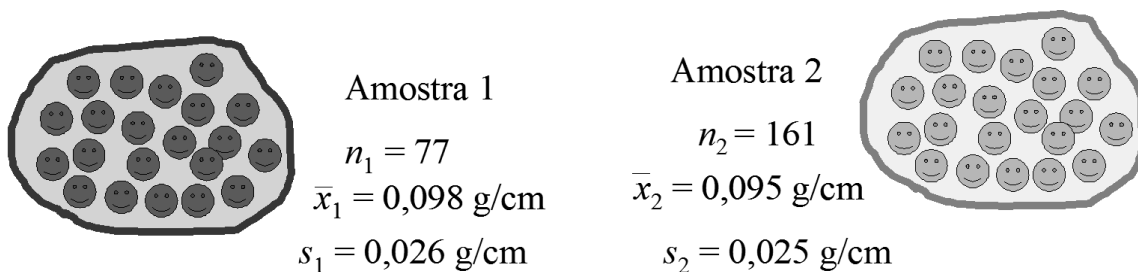 Amostra 1
n₁ = 77
x̄₁ = 0,098 g/cm
s₁ = 0,026 g/cm
Amostra 2
n₂ = 161
x̄₂ = 0,095 g/cm
s₂ = 0,025 g/cm